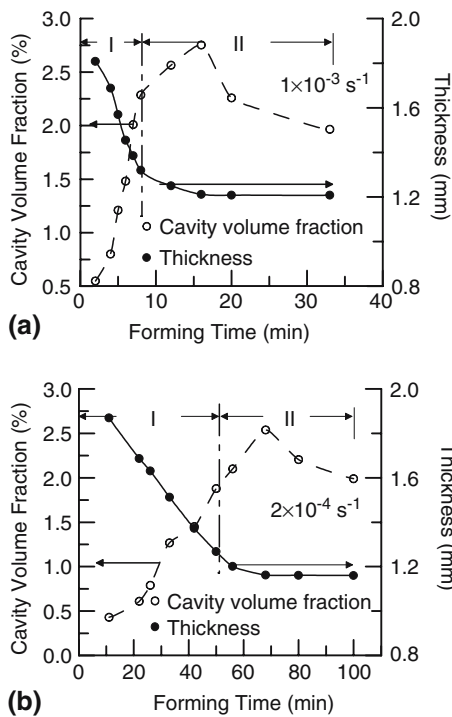 Cavity Volume Fraction (%)
3.0
2.5
2.0
1.5
1.0
0.5
I
II
1×10⁻³ s⁻¹
Cavity volume fraction
Thickness
2.0
1.6
1.2
0.8
Thickness (mm)
0
10
20
30
40
(a)
Forming Time (min)
Cavity Volume Fraction (%)
3.0
2.5
2.0
1.5
1.0
0.5
0.0
I
II
2×10⁻⁴ s⁻¹
Cavity volume fraction
Thickness
2.0
1.6
1.2
0.8
Thickness (mm)
0
20
40
60
80
100
(b)
Forming Time (min)